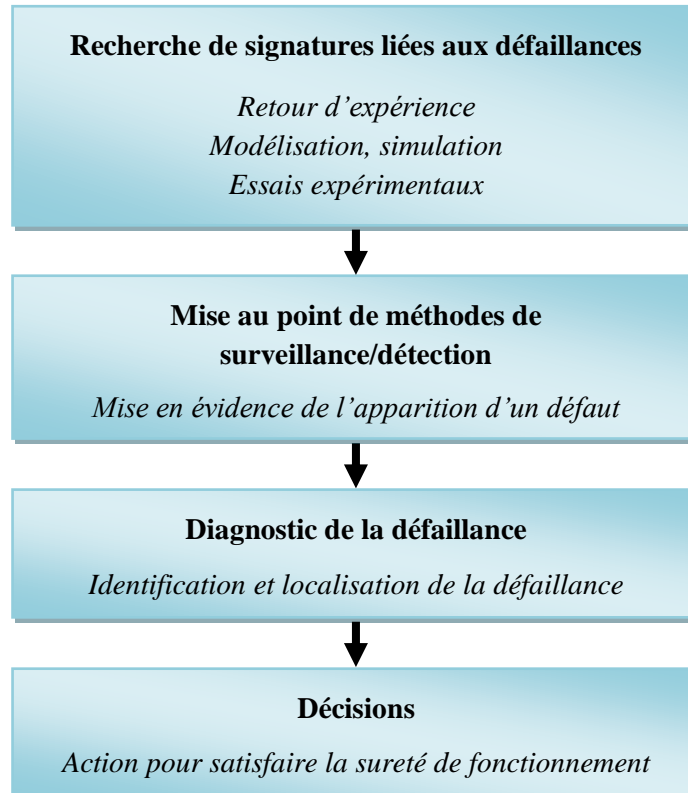 Recherche de signatures liées aux défaillances
Retour d’expérience
Modélisation, simulation
Essais expérimentaux
Mise au point de méthodes de
surveillance/détection
Mise en évidence de l’apparition d’un défaut
Diagnostic de la défaillance
Identification et localisation de la défaillance
Décisions
Action pour satisfaire la sureté de fonctionnement